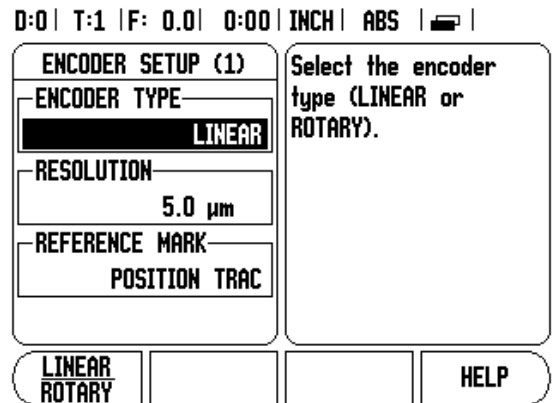 D:0| T:1 |F: 0.0| 0:00|INCH| ABS | |
ENCODER SETUP (1)
ENCODER TYPE
LINEAR
RESOLUTION
5.0 µm
REFERENCE MARK
POSITION TRAC
Select the encoder
type (LINEAR or
ROTARY).
LINEAR
ROTARY
HELP